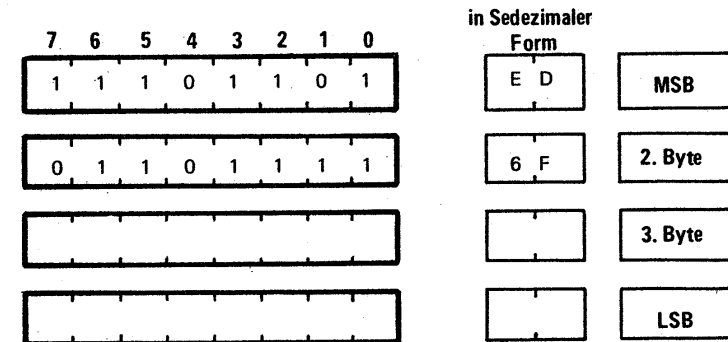 in Sedezimaler
Form
7 6 5 4 3 2 1 0
1 1 1 0 1 1 0 1 E D MSB
0 1 1 0 1 1 1 1 6 F 2. Byte
3. Byte
LSB